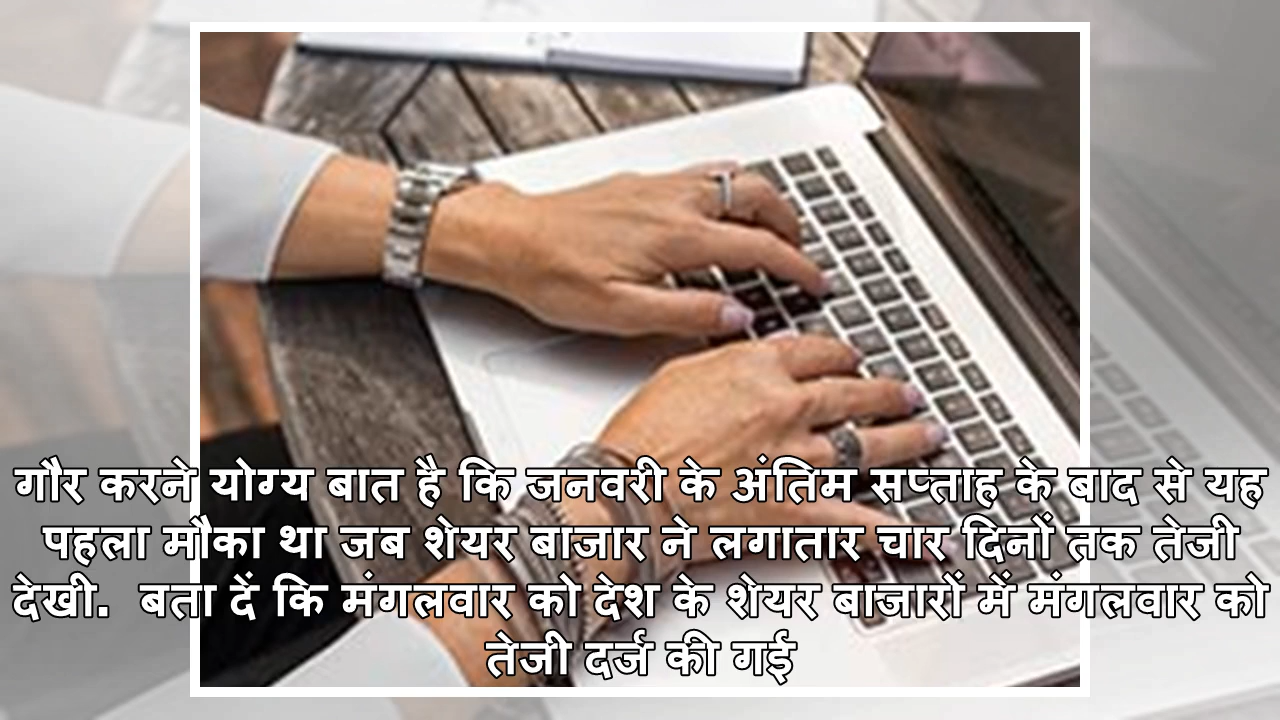 गौर करने योग्य बात है कि जनवरी के अंतिम सप्ताह के बाद से यह
पहला मौका था जब शेयर बाजार ने लगातार चार दिनों तक तेजी
देखी.  बता दें कि मंगलवार को देश के शेयर बाजारों में मंगलवार को
तेजी दर्ज की गई